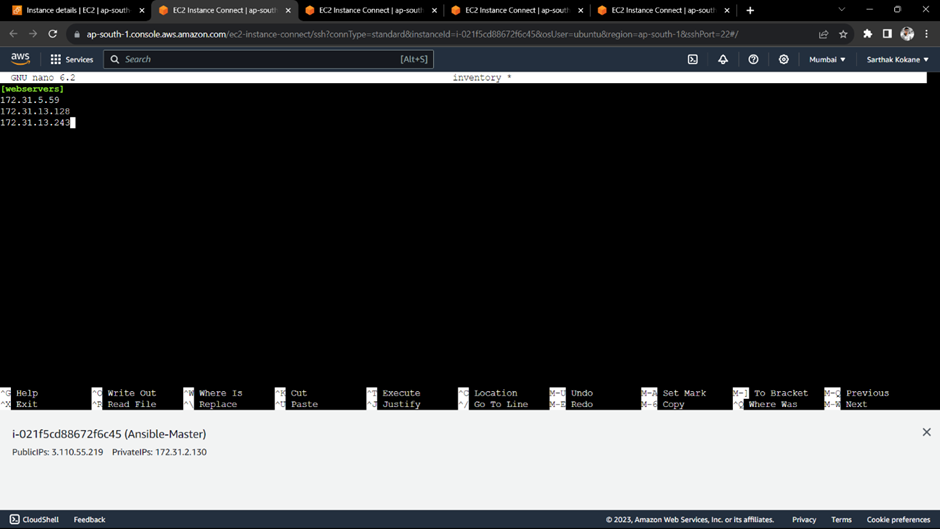 Instance details | EC2 | ap-south
EC2 Instance Connect | ap-south
EC2 Instance Connect | ap-sout
EC2 Instance Connect | ap-sout
EC2 Instance Connect | ap-sout
ap-south-1.console.aws.amazon.com/ec2-instance-connect/ssh?connType=standard&instanceId=i-021f5cd88672f6c45&osUser=ubuntu&region=ap-south-1&sshPort=22#/
aws Services Search [Alt+S] Mumbai Sarthak Kokane
GNU nano 6.2 inventory *
[webservers]
172.31.5.59
172.31.13.128
172.31.13.243
^G Help ^O Write Out ^W Where Is ^K Cut ^T Execute ^C Location M-U Undo M-A Set Mark M-] To Bracket M-Q Previous
^X Exit ^R Read File ^\ Replace ^U Paste ^J Justify ^/ Go To Line M-E Redo M-6 Copy ^Q Where Was M-W Next
i-021f5cd88672f6c45 (Ansible-Master)
PublicIPs: 3.110.55.219 PrivateIPs: 172.31.2.130
CloudShell Feedback © 2023, Amazon Web Services, Inc. or its affiliates. Privacy Terms Cookie preferences